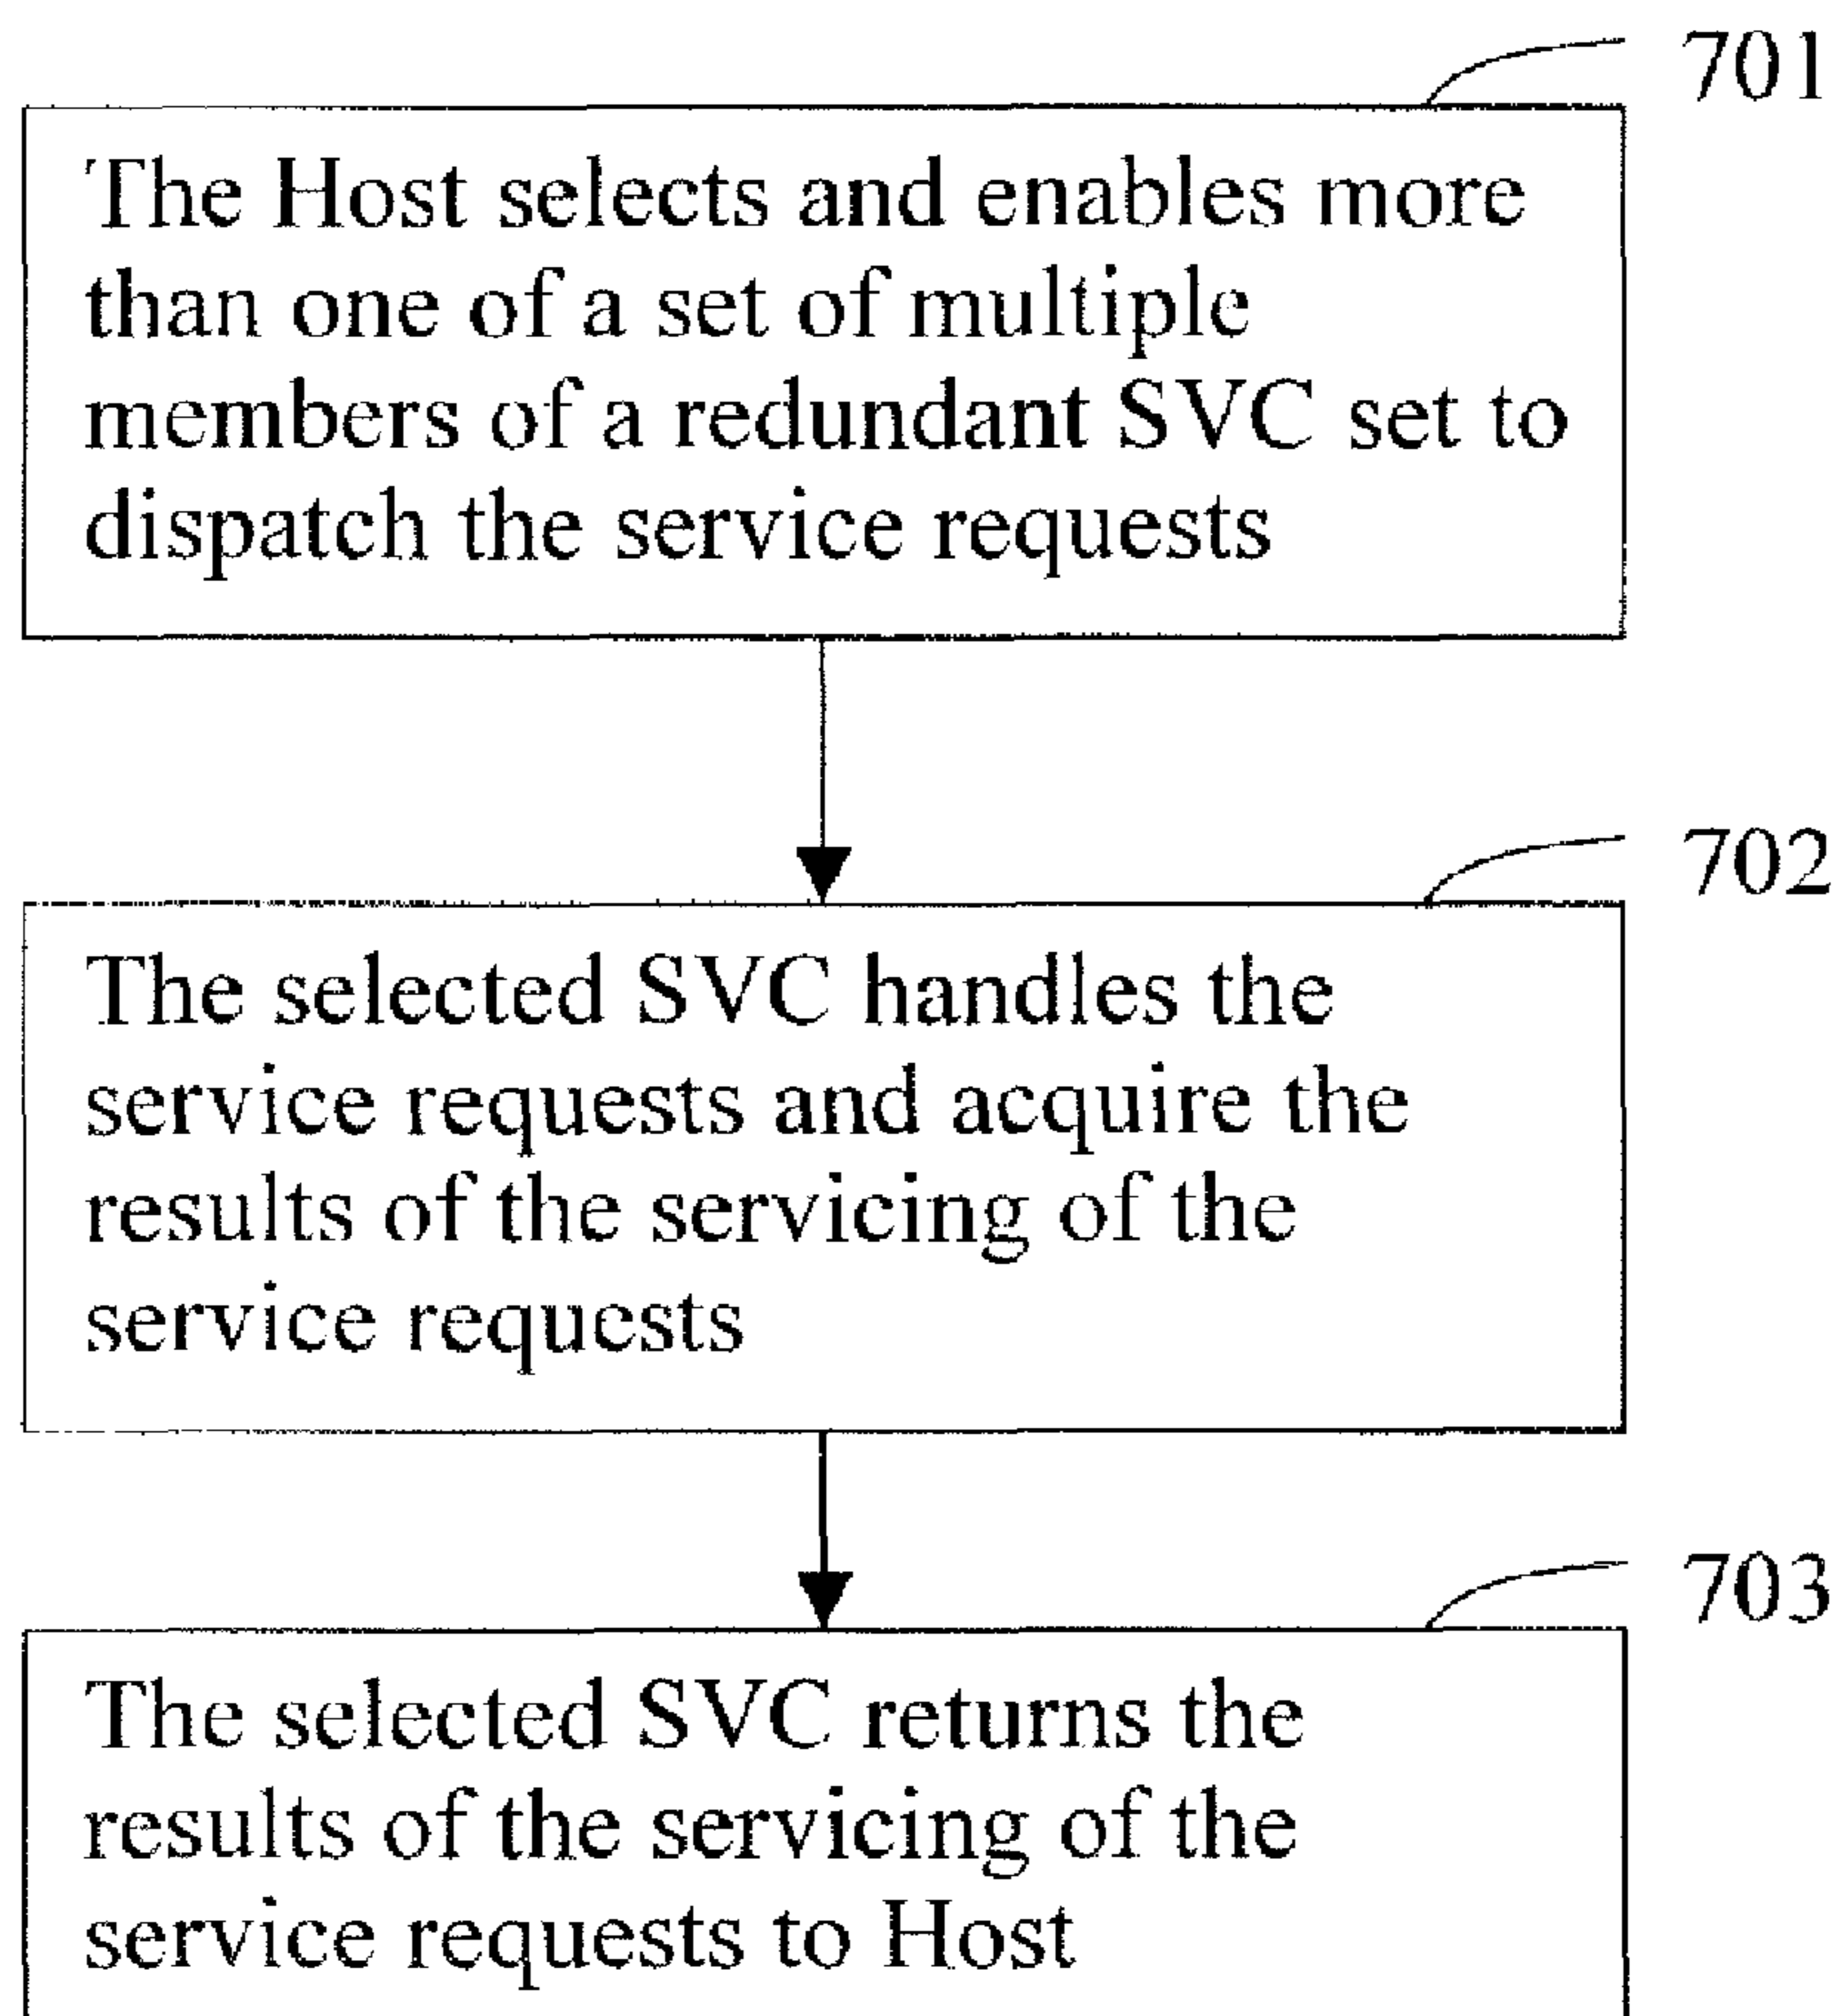 701
The Host selects and enables more
than one of a set of multiple
members of a redundant SVC set to
dispatch the service requests
702
The selected SVC handles the
service requests and acquire the
results of the servicing of the
service requests
703
The selected SVC returns the
results of the servicing of the
service requests to Host